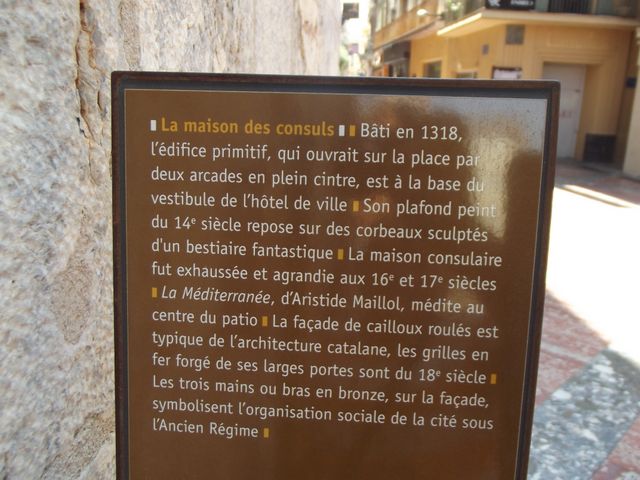 La maison des consuls Bâti en 1318,
l'édifice primitif, qui ouvrait sur la place par
deux arcades en plein cintre, est à la base du
vestibule de l'hôtel de ville Son plafond peint
du 14e siècle repose sur des corbeaux sculptés
d'un bestiaire fantastique La maison consulaire
fut exhaussée et agrandie aux 16e et 17e siècles
La Méditerranée, d'Aristide Maillol, médite au
centre du patio La façade de cailloux roulés est
typique de l'architecture catalane, les grilles en
fer forgé de ses larges portes sont du 18e siècle
Les trois mains ou bras en bronze, sur la façade,
symbolisent l'organisation sociale de la cité sous
l'Ancien Régime